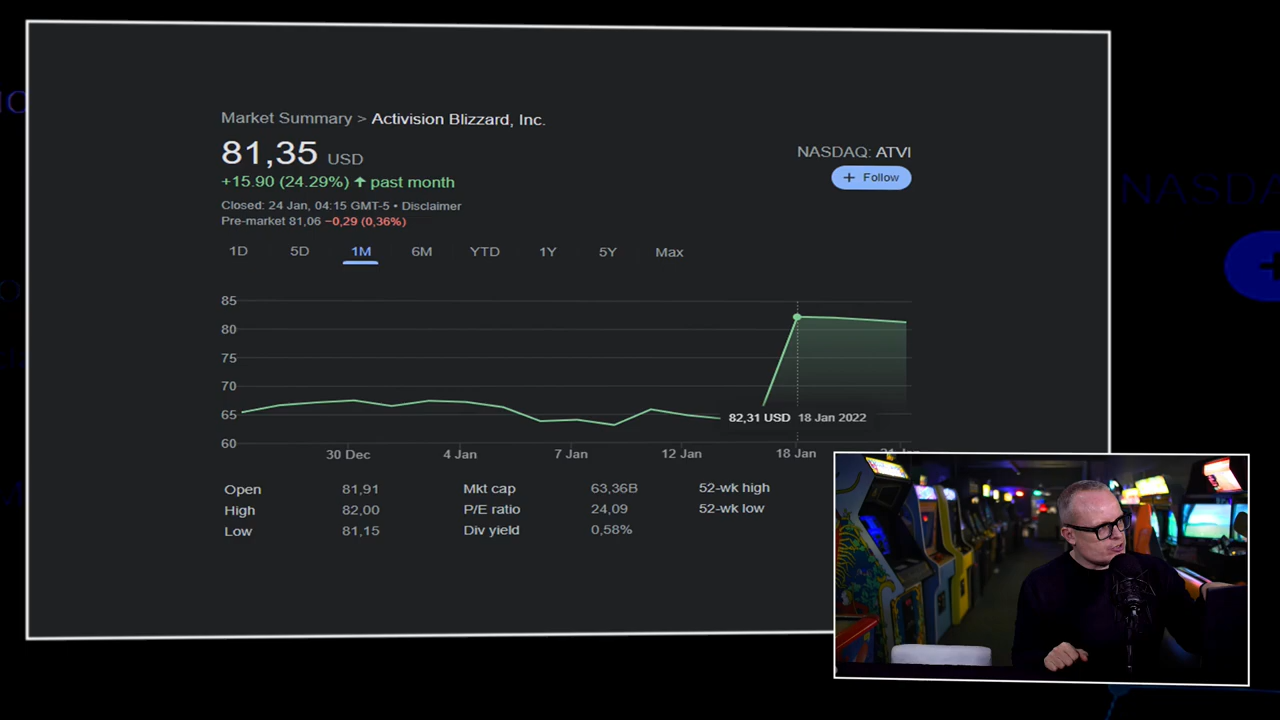 Market Summary > Activision Blizzard, Inc.
81,35 USD
NASDAQ: ATVI
+15.90 (24.29%) ↑ past month
+ Follow
Closed: 24 Jan, 04:15 GMT-5 • Disclaimer
Pre-market 81,06 −0,29 (0,36%)
1D 5D 1M 6M YTD 1Y 5Y Max
85
80
75
70
65
60
82,31 USD 18 Jan 2022
30 Dec 4 Jan 7 Jan 12 Jan 18 Jan 21 Jan
Open 81,91 Mkt cap 63,36B 52-wk high
High 82,00 P/E ratio 24,09 52-wk low
Low 81,15 Div yield 0,58%
NASDA